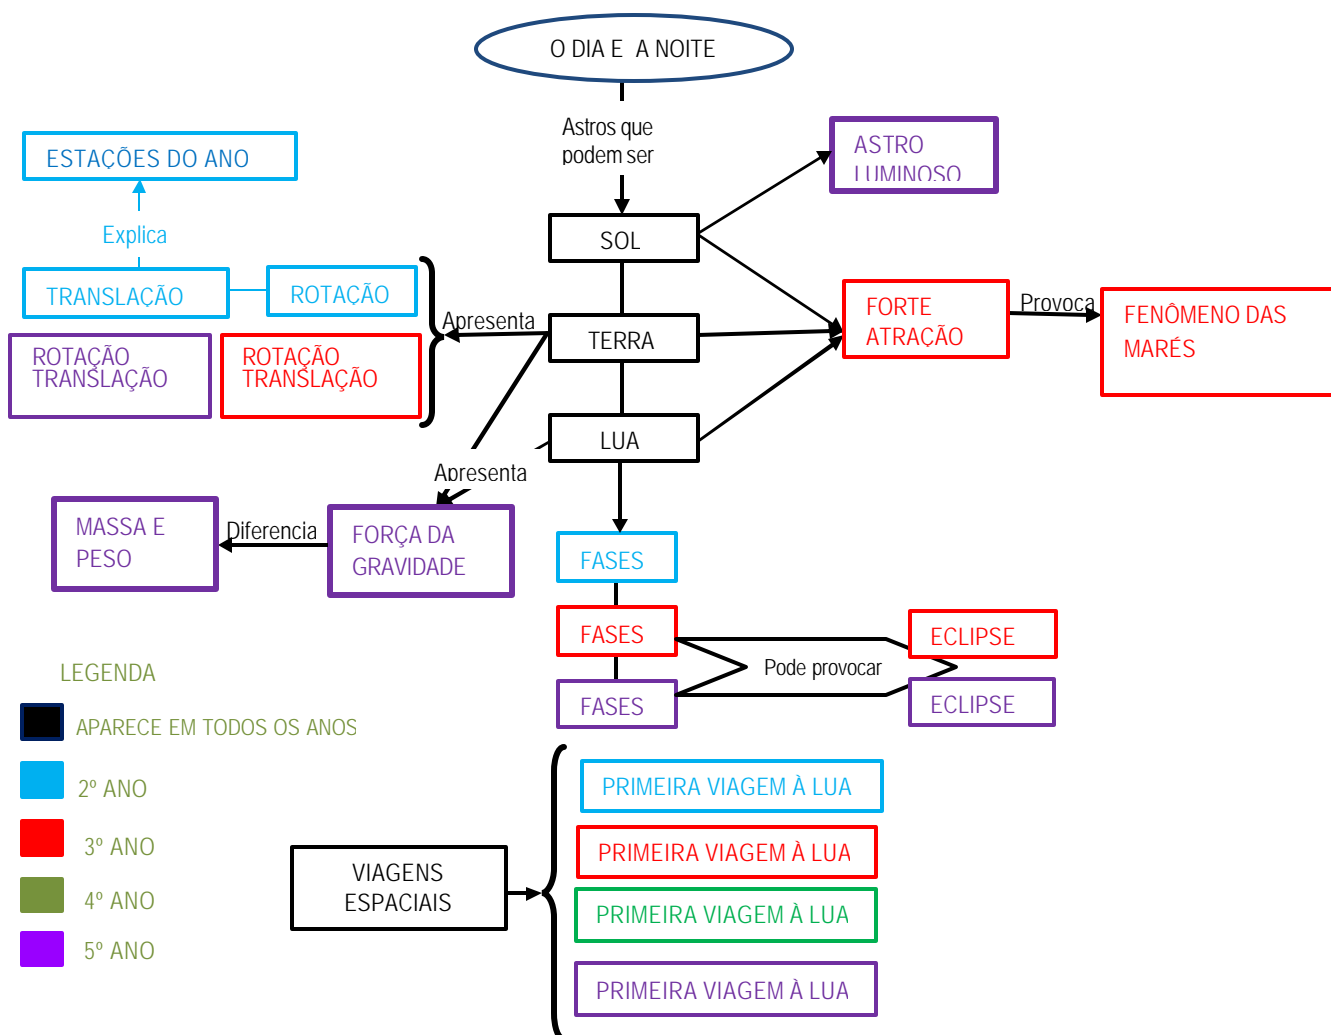 O DIA E A NOITE
Astros que
podem ser
ESTAÇÕES DO ANO
ASTRO
LUMINOSO
Explica
SOL
TRANSLAÇÃO
ROTAÇÃO
Apresenta
TERRA
FORTE
ATRAÇÃO
Provoca
FENÔMENO DAS
MARÉS
ROTAÇÃO
TRANSLAÇÃO
ROTAÇÃO
TRANSLAÇÃO
LUA
Apresenta
MASSA E
PESO
Diferencia
FORÇA DA
GRAVIDADE
FASES
FASES
Pode provocar
ECLIPSE
FASES
ECLIPSE
LEGENDA
APARECE EM TODOS OS ANOS
2º ANO
3º ANO
4º ANO
5º ANO
VIAGENS
ESPACIAIS
PRIMEIRA VIAGEM À LUA
PRIMEIRA VIAGEM À LUA
PRIMEIRA VIAGEM À LUA
PRIMEIRA VIAGEM À LUA